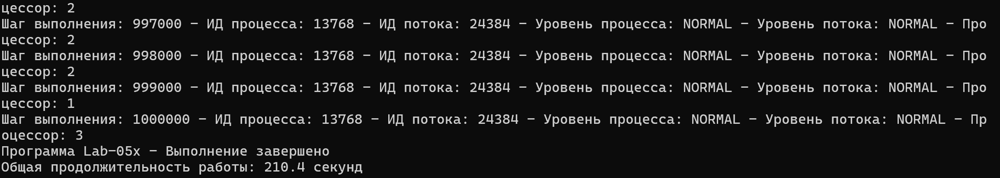 цессор: 2
Шаг выполнения: 997000 - ИД процесса: 13768 - ИД потока: 24384 - Уровень процесса: NORMAL - Уровень потока: NORMAL - Про
цессор: 2
Шаг выполнения: 998000 - ИД процесса: 13768 - ИД потока: 24384 - Уровень процесса: NORMAL - Уровень потока: NORMAL - Про
цессор: 2
Шаг выполнения: 999000 - ИД процесса: 13768 - ИД потока: 24384 - Уровень процесса: NORMAL - Уровень потока: NORMAL - Про
цессор: 1
Шаг выполнения: 1000000 - ИД процесса: 13768 - ИД потока: 24384 - Уровень процесса: NORMAL - Уровень потока: NORMAL - Пр
оцессор: 3
Программа Lab-05x - Выполнение завершено
Общая продолжительность работы: 210.4 секунд